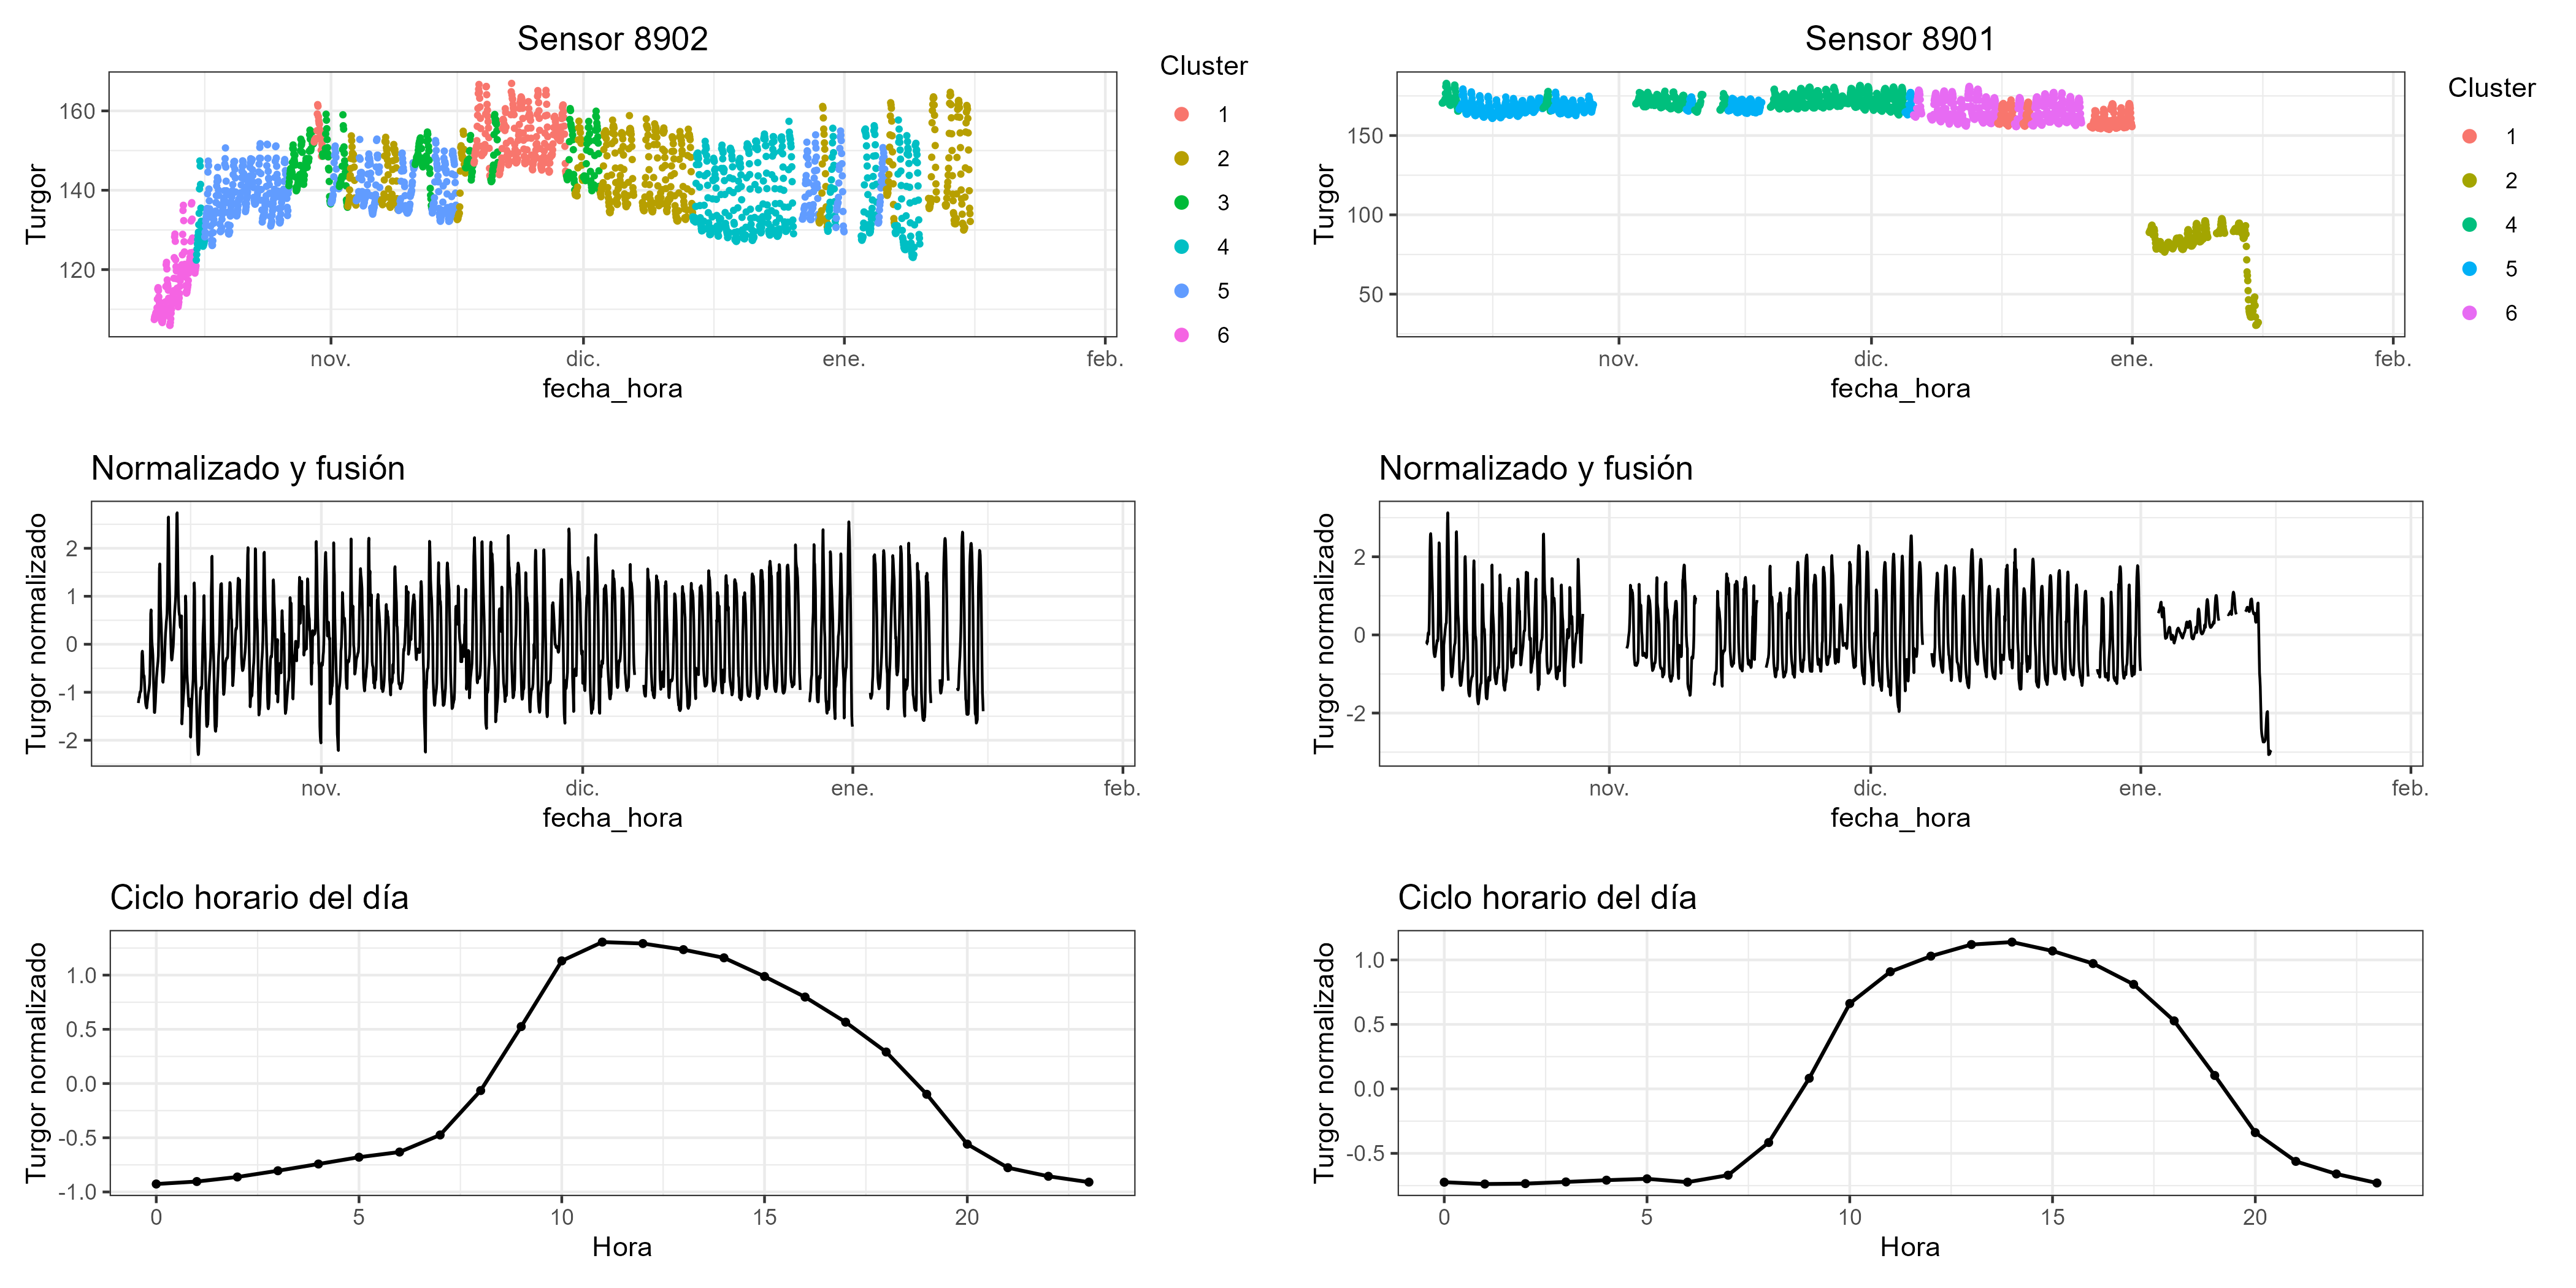 Sensor 8902
Turgor
160
140
120
nov.
dic.
ene.
feb.
fecha_hora
Cluster
1
2
3
4
5
6
Sensor 8901
Turgor
150
100
50
nov.
dic.
ene.
feb.
fecha_hora
Cluster
1
2
4
5
6
Normalizado y fusión
Turgor normalizado
2
1
0
-1
-2
nov.
dic.
ene.
feb.
fecha_hora
Normalizado y fusión
Turgor normalizado
2
0
-2
nov.
dic.
ene.
feb.
fecha_hora
Ciclo horario del día
Turgor normalizado
1.0
0.5
0.0
-0.5
-1.0
0
5
10
15
20
Hora
Ciclo horario del día
Turgor normalizado
1.0
0.5
0.0
-0.5
0
5
10
15
20
Hora